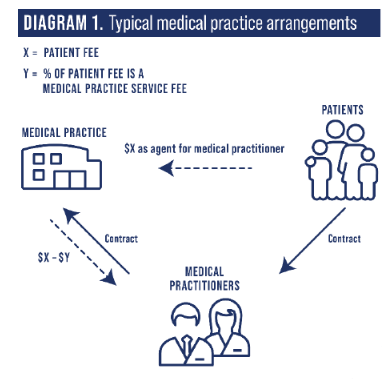 DIAGRAM 1. Typical medical practice arrangements
X = PATIENT FEE
Y = % OF PATIENT FEE IS A
MEDICAL PRACTICE SERVICE FEE
PATIENTS
MEDICAL PRACTICE
$X as agent for medical practitioner
Contract
Contract
$X – $Y
MEDICAL
PRACTITIONERS